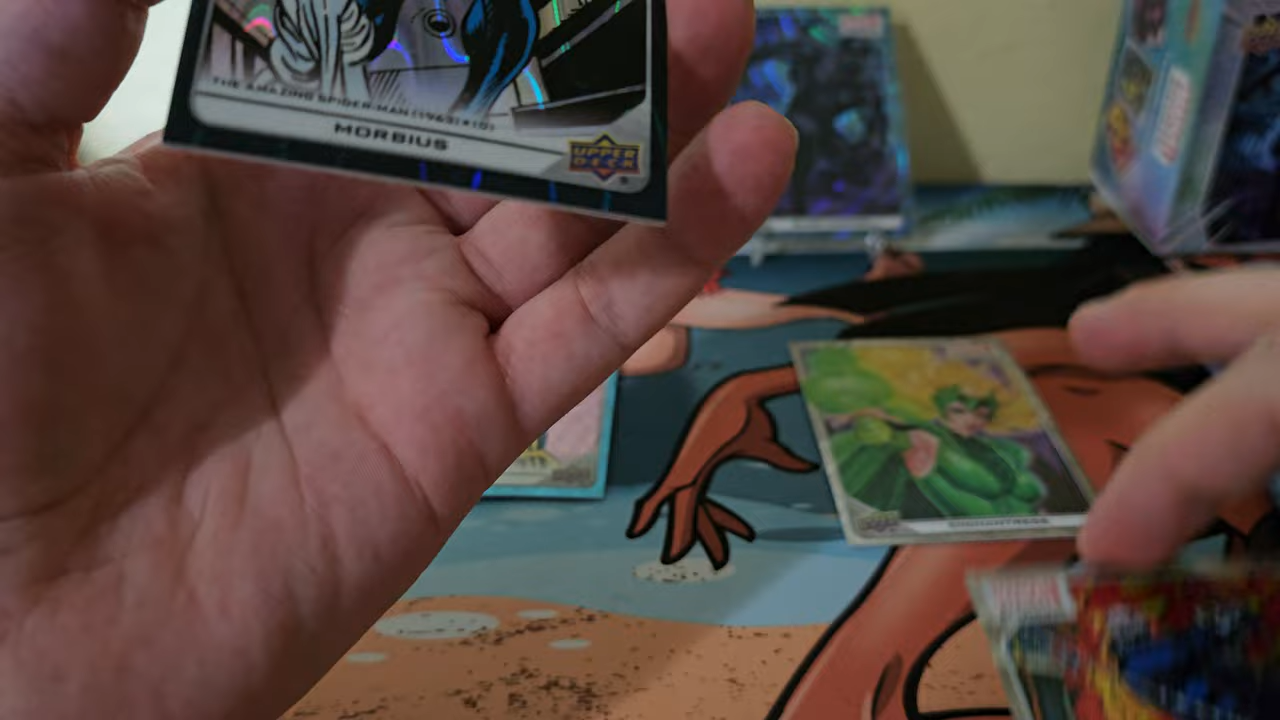 THE AMAZING SPIDER-MAN (1963) #101
MORBIUS
UPPER
DECK
ENCHANTRESS